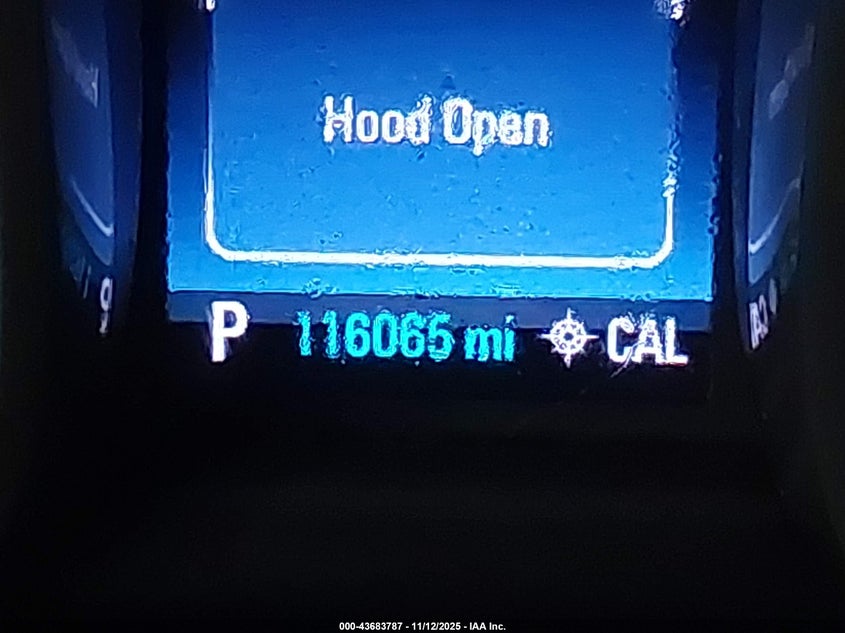 Hood Open
P 116065 mi CAL
000-43683787 - 11/12/2025 - IAA Inc.